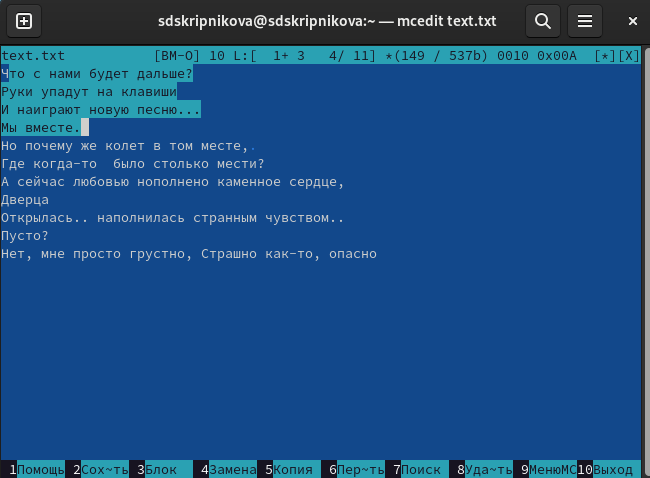 sdskripnikova@sdskripnikova:~ — mcedit text.txt
text.txt [BM-O] 10 L:[ 1+ 3 4/ 11] *(149 / 537b) 0010 0x00A [*][X]
Что с нами будет дальше?
Руки упадут на клавиши
И наиграют новую песню...
Мы вместе.
Но почему же колет в том месте,.
Где когда-то было столько мести?
А сейчас любовью нополнено каменное сердце,
Дверца
Открылась.. наполнилась странным чувством..
Пусто?
Нет, мне просто грустно, Страшно как-то, опасно
1Помощь 2Сох~ть 3Блок 4Замена 5Копия 6Пер~ть 7Поиск 8Уда~ть 9МенюMC 10Выход